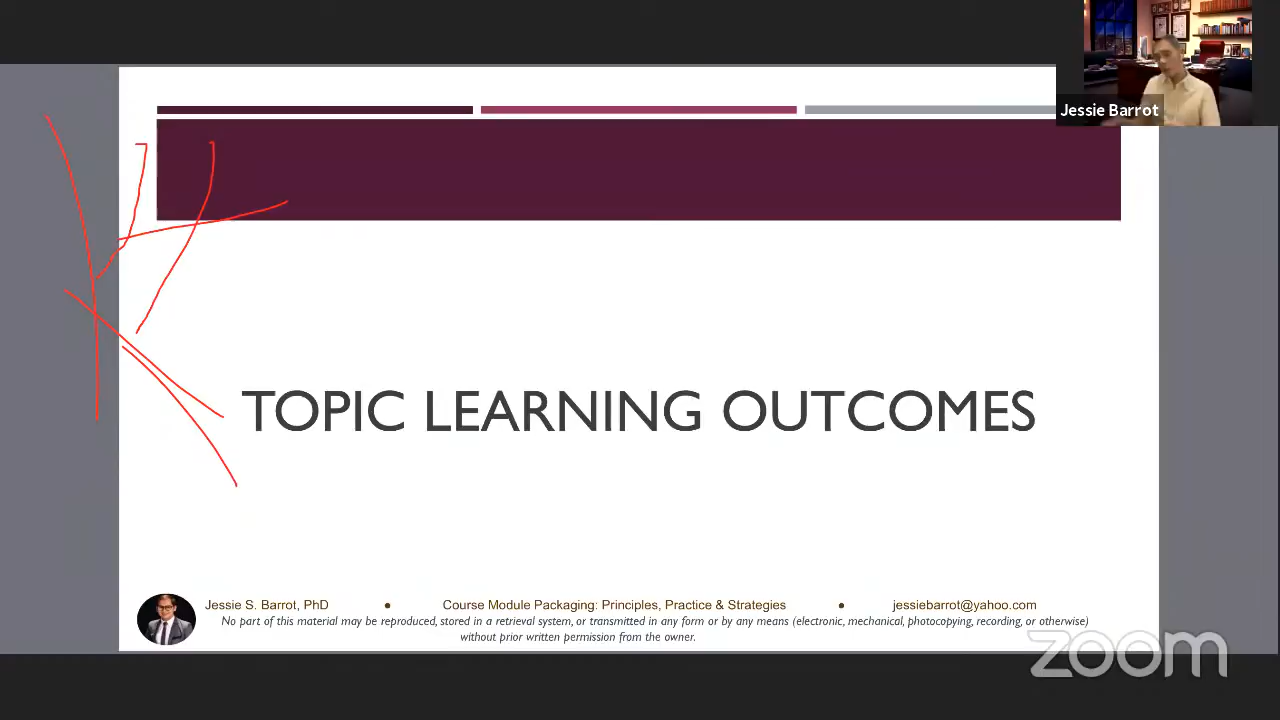 Jessie Barrot
TOPIC LEARNING OUTCOMES
Jessie S. Barrot, PhD • Course Module Packaging: Principles, Practice & Strategies • jessiebarrot@yahoo.com
No part of this material may be reproduced, stored in a retrieval system, or transmitted in any form or by any means (electronic, mechanical, photocopying, recording, or otherwise)
without prior written permission from the owner.
zoom